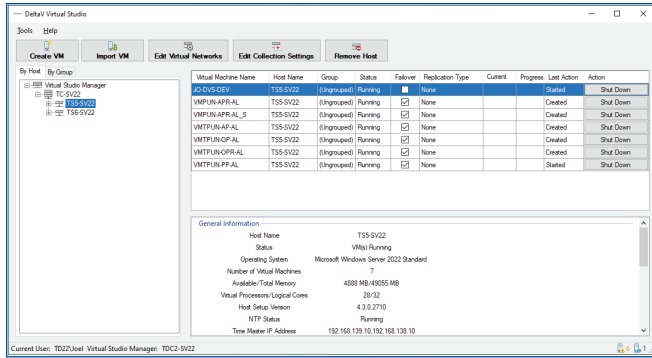 DeltaV Virtual Studio
Tools Help
Create VM Import VM Edit Virtual Networks Edit Collection Settings Remove Host
By Host By Group
Virtual Studio Manager
TC-SV22
TS5-SV22
TS6-SV22
Virtual Machine Name Host Name Group Status Failover Replication Type Current Progress Last Action Action
JO-DVS-DEV TS5-SV22 (Ungrouped) Running None Started Shut Down
VMPUN-APR-AL TS5-SV22 (Ungrouped) Running None Created Shut Down
VMPUN-APR-AL_S TS5-SV22 (Ungrouped) Running None Created Shut Down
VMTPUN-AP-AL TS5-SV22 (Ungrouped) Running None Created Shut Down
VMTPUN-OP-AL TS5-SV22 (Ungrouped) Running None Created Shut Down
VMTPUN-OPR-AL TS5-SV22 (Ungrouped) Running None Created Shut Down
VMTPUN-PP-AL TS5-SV22 (Ungrouped) Running None Started Shut Down
General Information
Host Name TS5-SV22
Status VM(s) Running
Operating System Microsoft Windows Server 2022 Standard
Number of Virtual Machines 7
Available/Total Memory 4888 MB/49055 MB
Virtual Processors/Logical Cores 28/32
Host Setup Version 4.3.0.2710
NTP Status Running
Time Master IP Address 192.168.139.10,192.168.138.10
Current User: TD22\Joel Virtual Studio Manager: TDC2-SV22 6 1